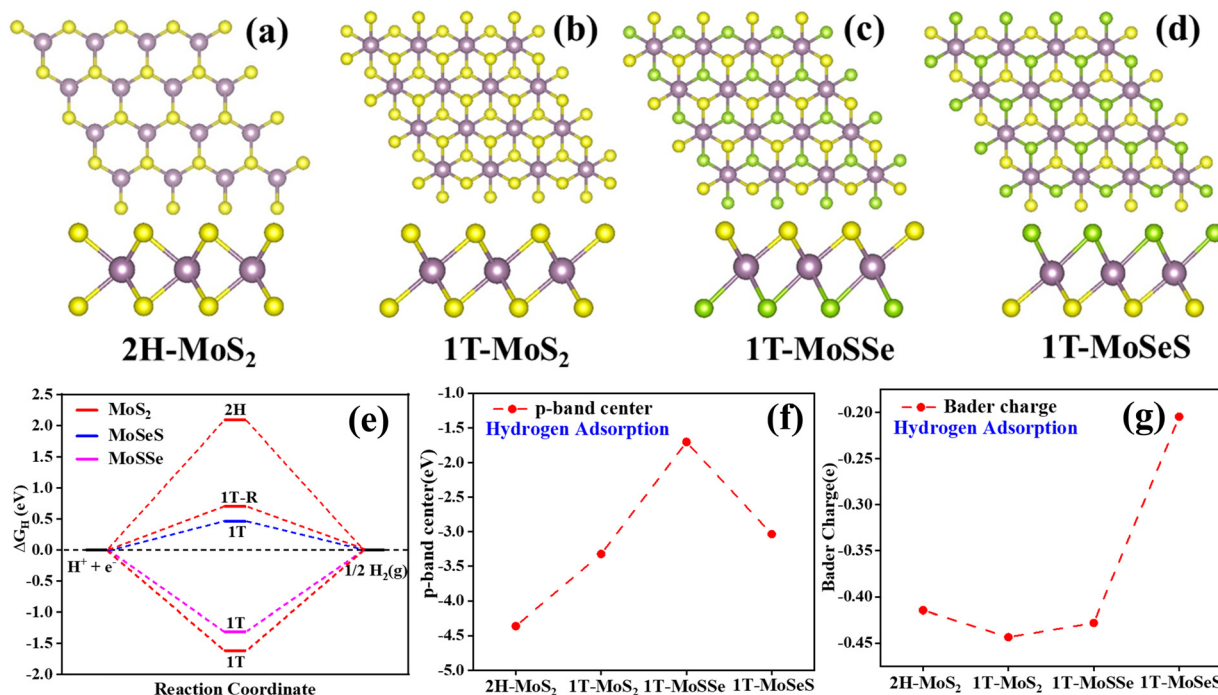 (a)
(b)
(c)
(d)
2H-MoS₂
1T-MoS₂
1T-MoSSe
1T-MoSeS
(e)
MoS₂
MoSeS
MoSSe
2H
1T-R
1T
1T
1T
H⁺ + e⁻
1/2 H₂(g)
2.5
2.0
1.5
1.0
0.5
0.0
-0.5
-1.0
-1.5
-2.0
ΔG_H (eV)
Reaction Coordinate
(f)
p-band center
Hydrogen Adsorption
-1.0
-1.5
-2.0
-2.5
-3.0
-3.5
-4.0
-4.5
-5.0
p-band center(eV)
2H-MoS₂ 1T-MoS₂ 1T-MoSSe 1T-MoSeS
(g)
Bader charge
Hydrogen Adsorption
-0.20
-0.25
-0.30
-0.35
-0.40
-0.45
Bader Charge(e)
2H-MoS₂ 1T-MoS₂ 1T-MoSSe 1T-MoSeS